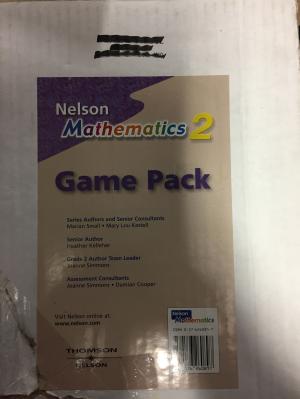 Nelson
Mathematics 2
Game Pack
Series Authors and Senior Consultants
Marian Small • Mary Lou Kestell
Senior Author
Heather Kelleher
Grade 2 Author Team Leader
Jeanne Simmons
Assessment Consultants
Jeanne Simmons • Damian Cooper
Visit Nelson online at
www.nelson.com
THOMSON
NELSON
Nelson
Mathematics